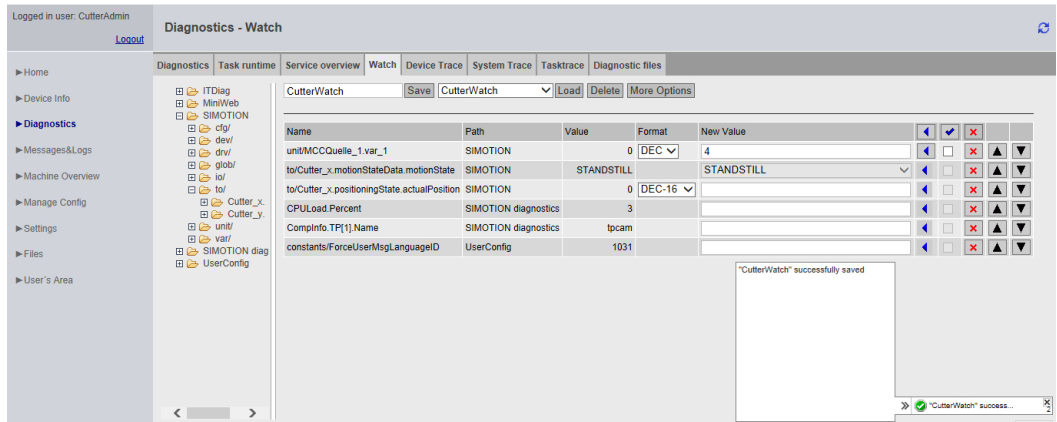 Logged in user: CutterAdmin
Logout
Diagnostics - Watch
►Home
►Device Info
►Diagnostics
►Messages&Logs
►Machine Overview
►Manage Config
►Settings
►Files
►User's Area
Diagnostics Task runtime Service overview Watch Device Trace System Trace Tasktrace Diagnostic files
ITDiag
MiniWeb
SIMOTION
cfg/
dev/
drv/
glob/
io/
to/
Cutter_x.
Cutter_y.
unit/
var/
SIMOTION diag
UserConfig
CutterWatch Save CutterWatch Load Delete More Options
Name Path Value Format New Value
unit/MCCQuelle_1.var_1 SIMOTION 0 DEC 4
to/Cutter_x.motionStateData.motionState SIMOTION STANDSTILL STANDSTILL
to/Cutter_x.positioningState.actualPosition SIMOTION 0 DEC-16
CPULoad.Percent SIMOTION diagnostics 3
CompInfo.TP[1].Name SIMOTION diagnostics tpcam
constants/ForceUserMsgLanguageID UserConfig 1031
"CutterWatch" successfully saved
"CutterWatch" success...
2